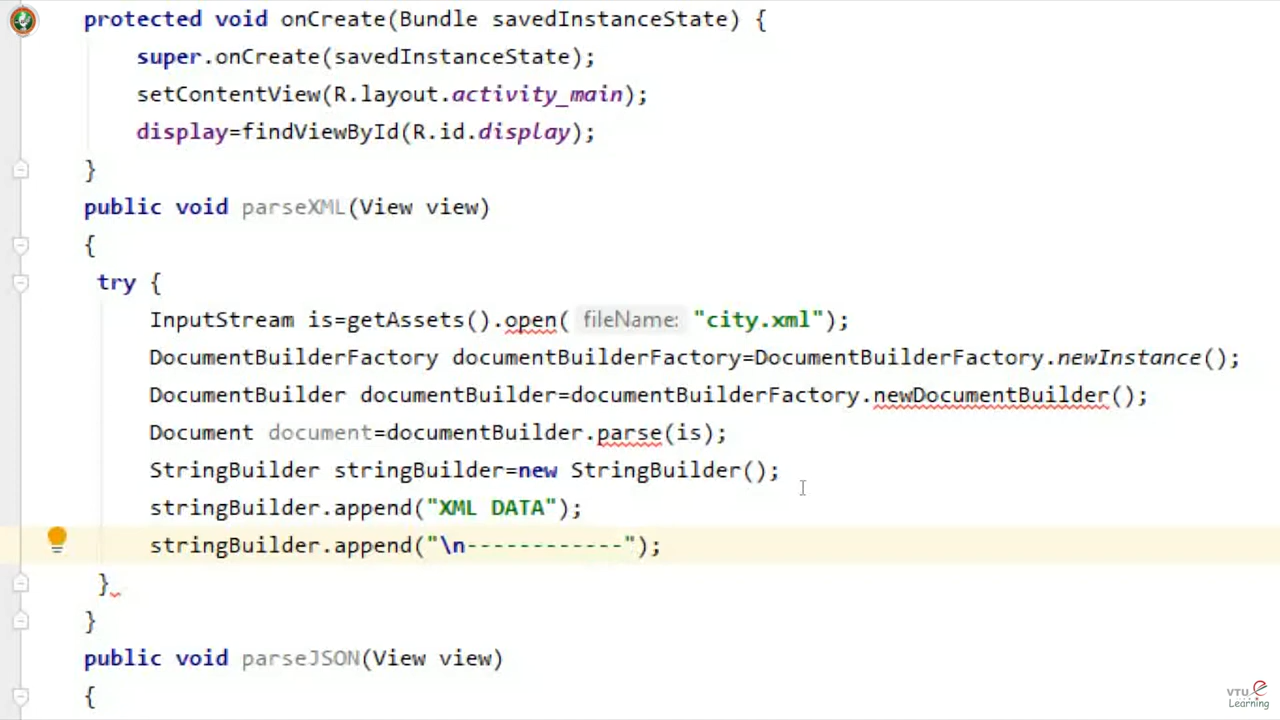 protected void onCreate(Bundle savedInstanceState) {
super.onCreate(savedInstanceState);
setContentView(R.layout.activity_main);
display=findViewById(R.id.display);
}
public void parseXML(View view)
{
try {
InputStream is=getAssets().open( fileName: "city.xml");
DocumentBuilderFactory documentBuilderFactory=DocumentBuilderFactory.newInstance();
DocumentBuilder documentBuilder=documentBuilderFactory.newDocumentBuilder();
Document document=documentBuilder.parse(is);
StringBuilder stringBuilder=new StringBuilder();
stringBuilder.append("XML DATA");
stringBuilder.append("\n------------");
}
}
public void parseJSON(View view)
{
VTU e
Learning